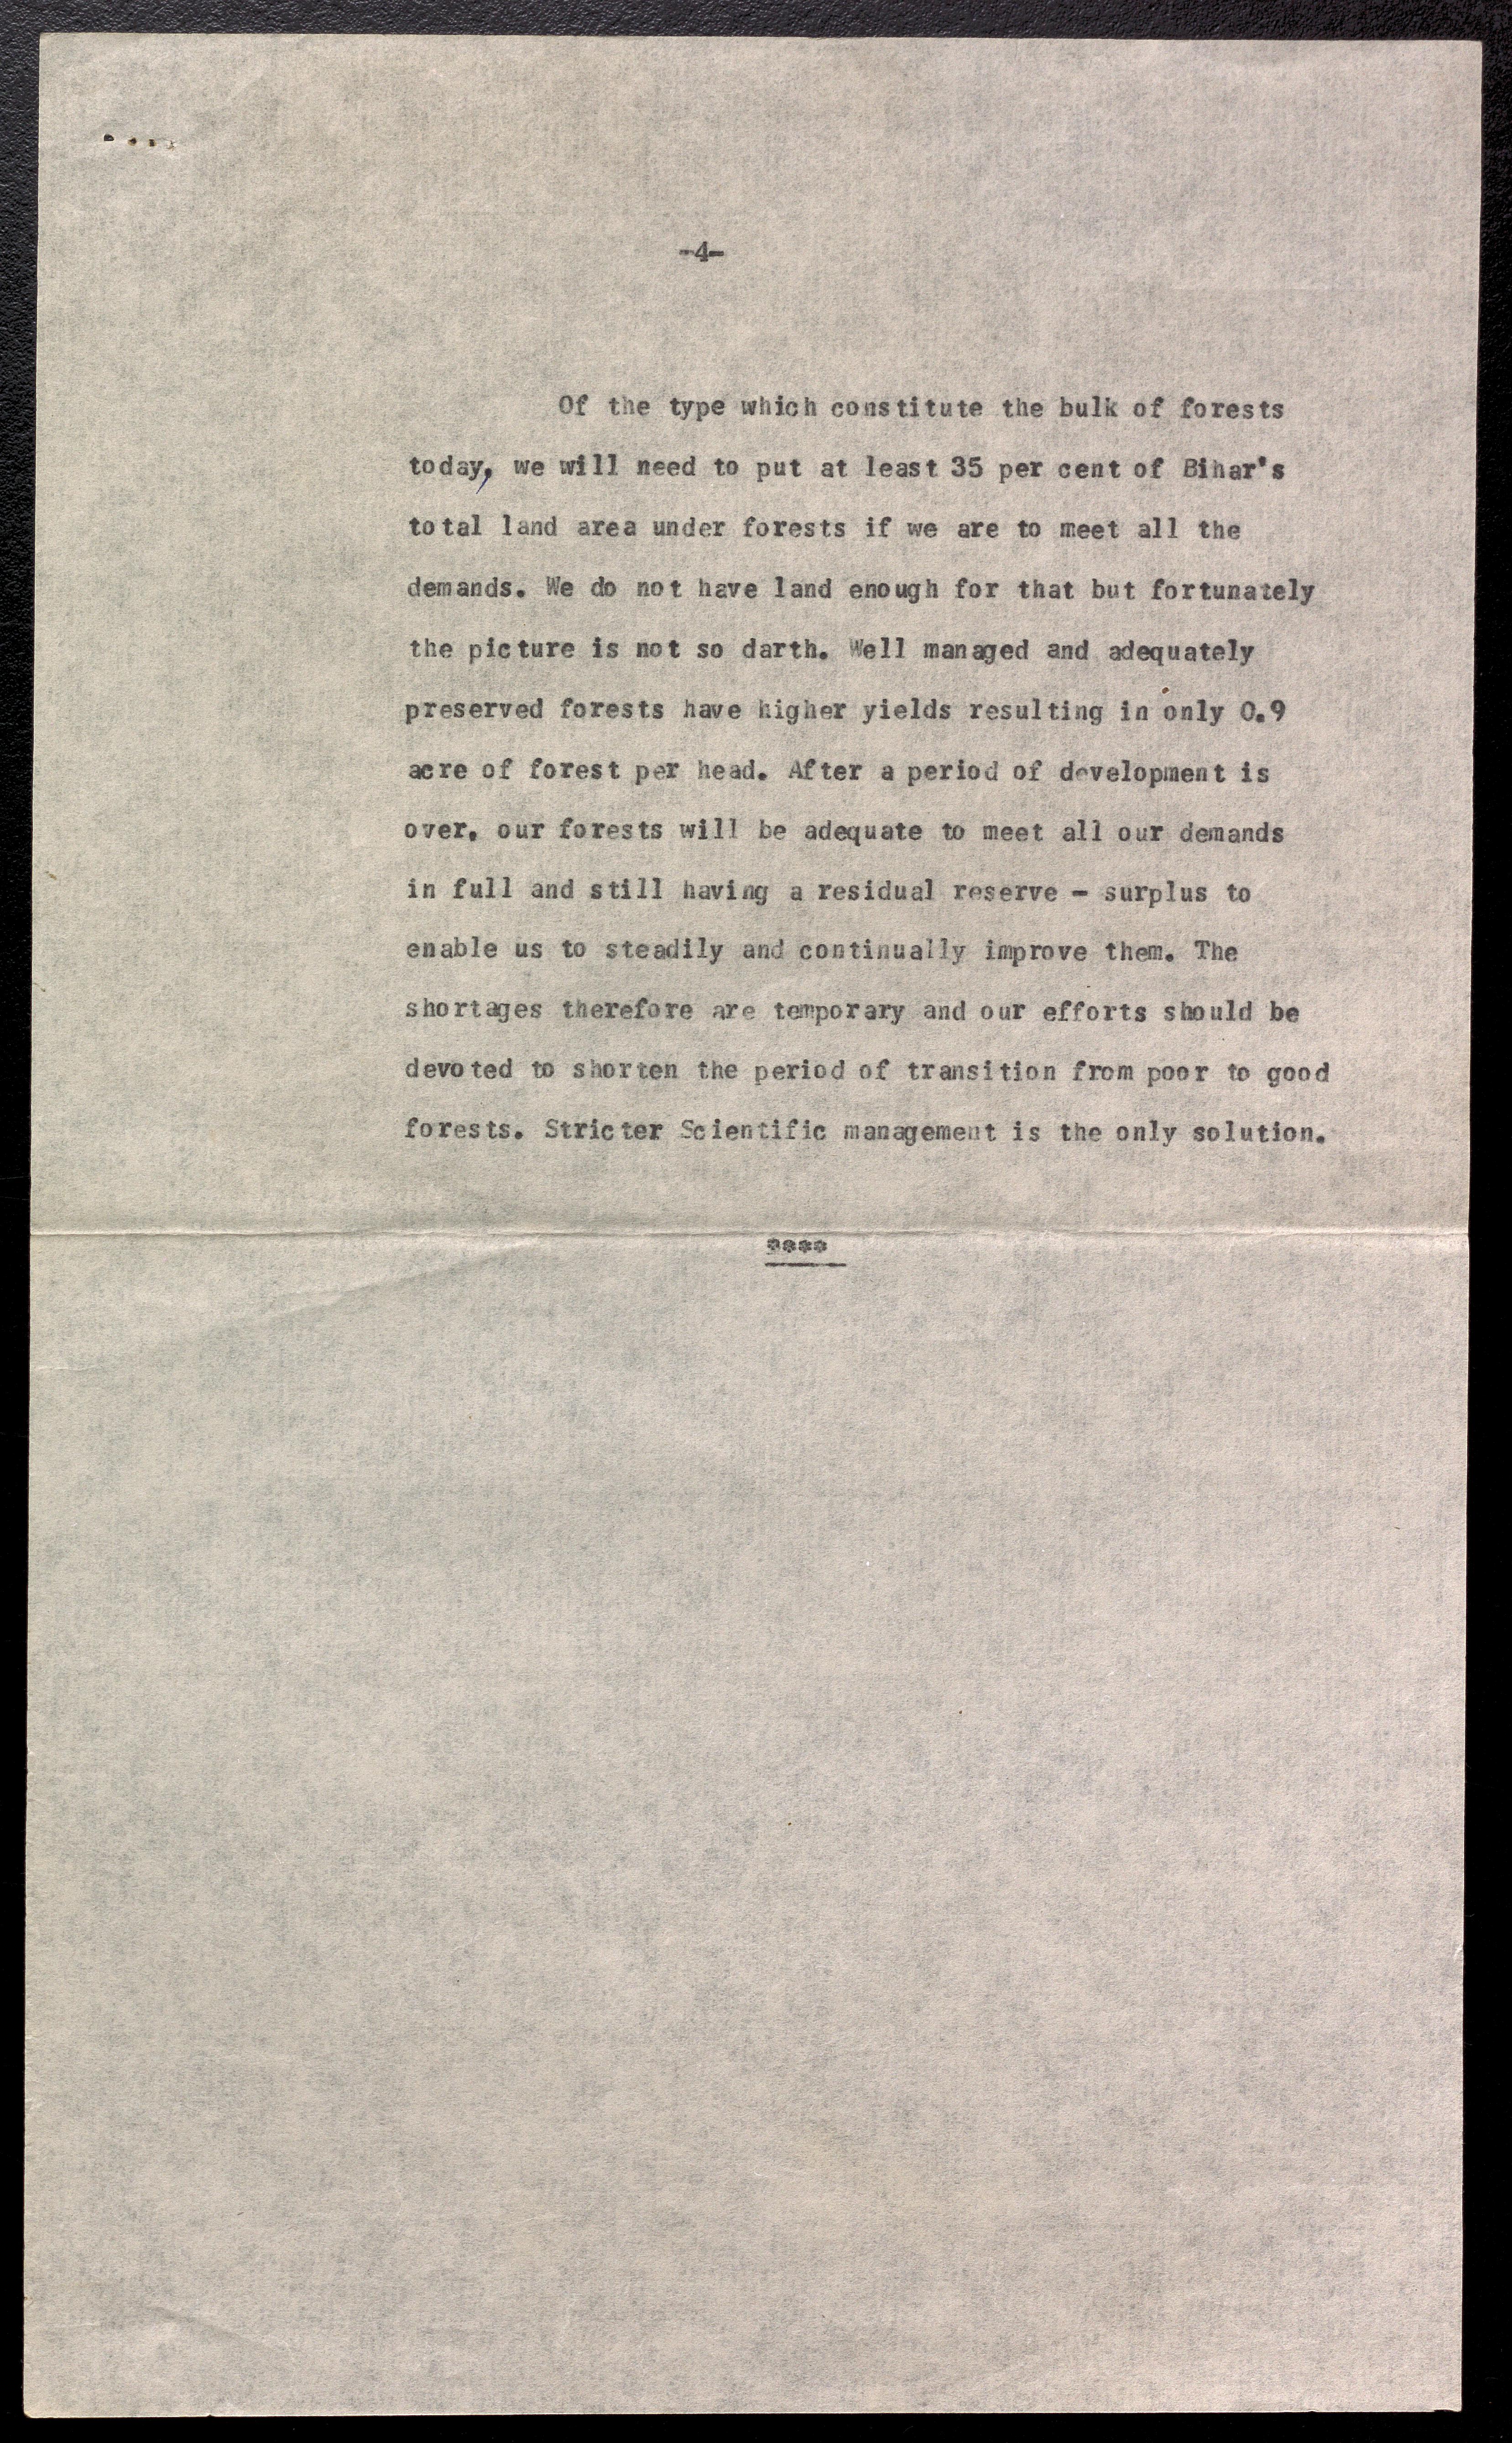 -4-
Of the type which constitute the bulk of forests
today, we will need to put at least 35 per cent of Bihar's
total land area under forests if we are to meet all the
demands. We do not have land enough for that but fortunately
the picture is not so darth. Well managed and adequately
preserved forests have higher yields resulting in only 0.9
acre of forest per head. After a period of development is
over. our forests will be adequate to meet all our demands
in full and still having a residual reserve - surplus to
enable us to steadily and continually improve them. The
shortages therefore are temporary and our efforts should be
devoted to shorten the period of transition from poor to good
forests. Stricter Scientific management is the only solution.
****